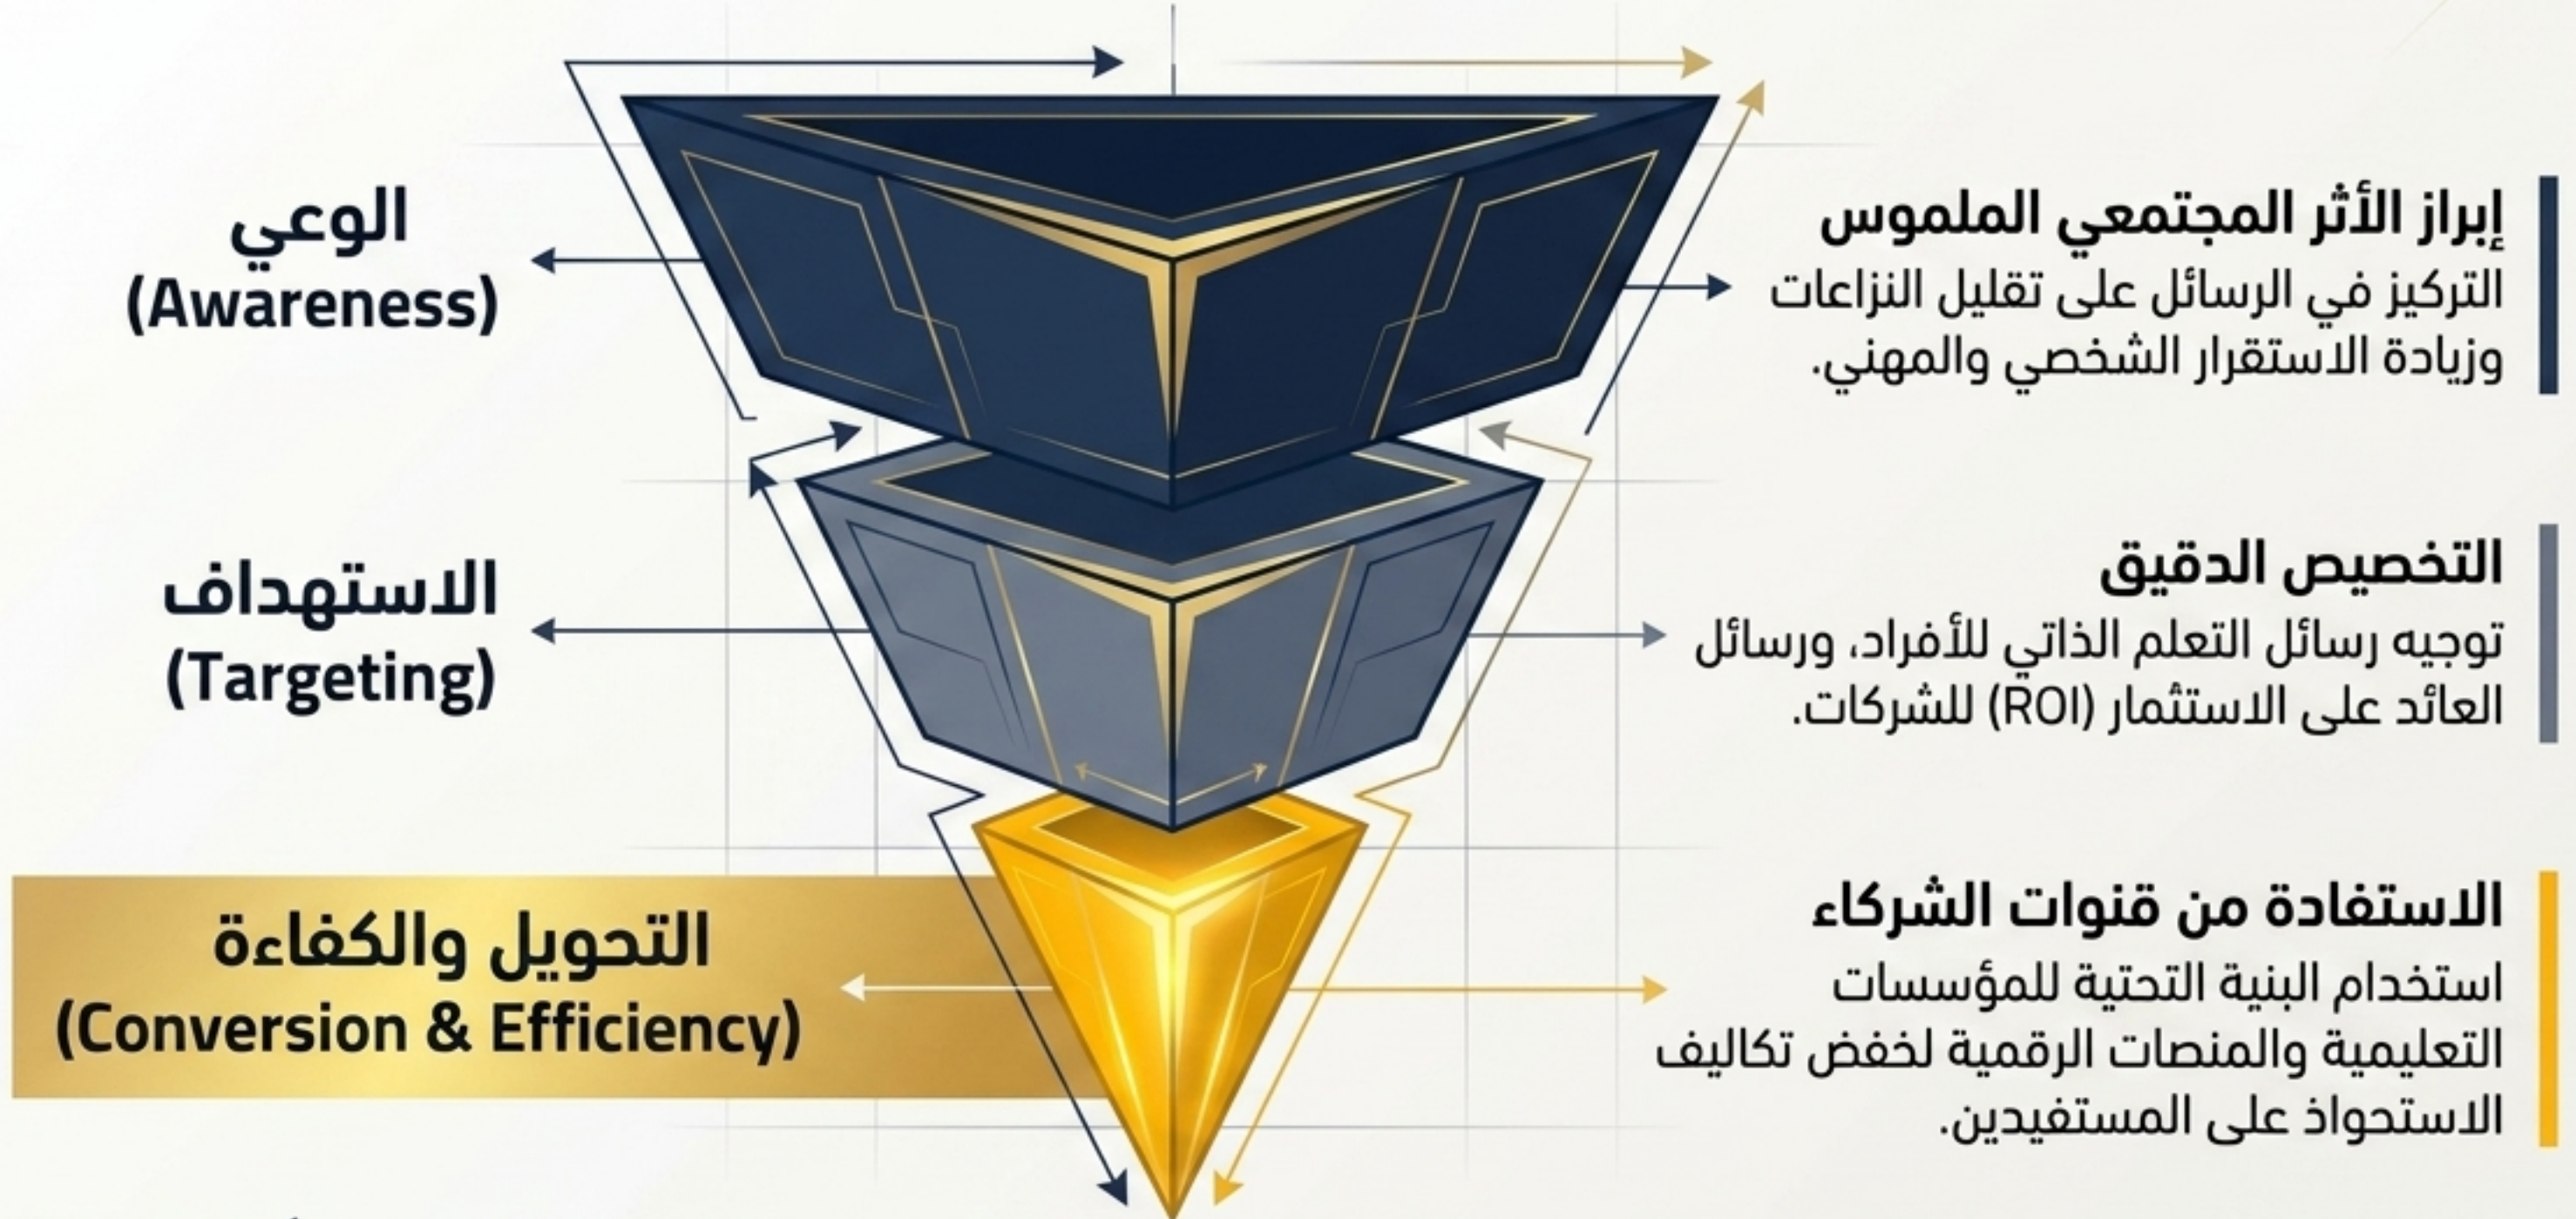 الوعي
(Awareness)
إبراز الأثر المجتمعي الملموس
التركيز في الرسائل على تقليل النزاعات
وزيادة الاستقرار الشخصي والمهني.
الاستهداف
(Targeting)
التخصيص الدقيق
توجيه رسائل التعلم الذاتي للأفراد، ورسائل
العائد على الاستثمار (ROI) للشركات.
التحويل والكفاءة
(Conversion & Efficiency)
الاستفادة من قنوات الشركاء
استخدام البنية التحتية للمؤسسات
التعليمية والمنصات الرقمية لخفض تكاليف
الاستحواذ على المستفيدين.